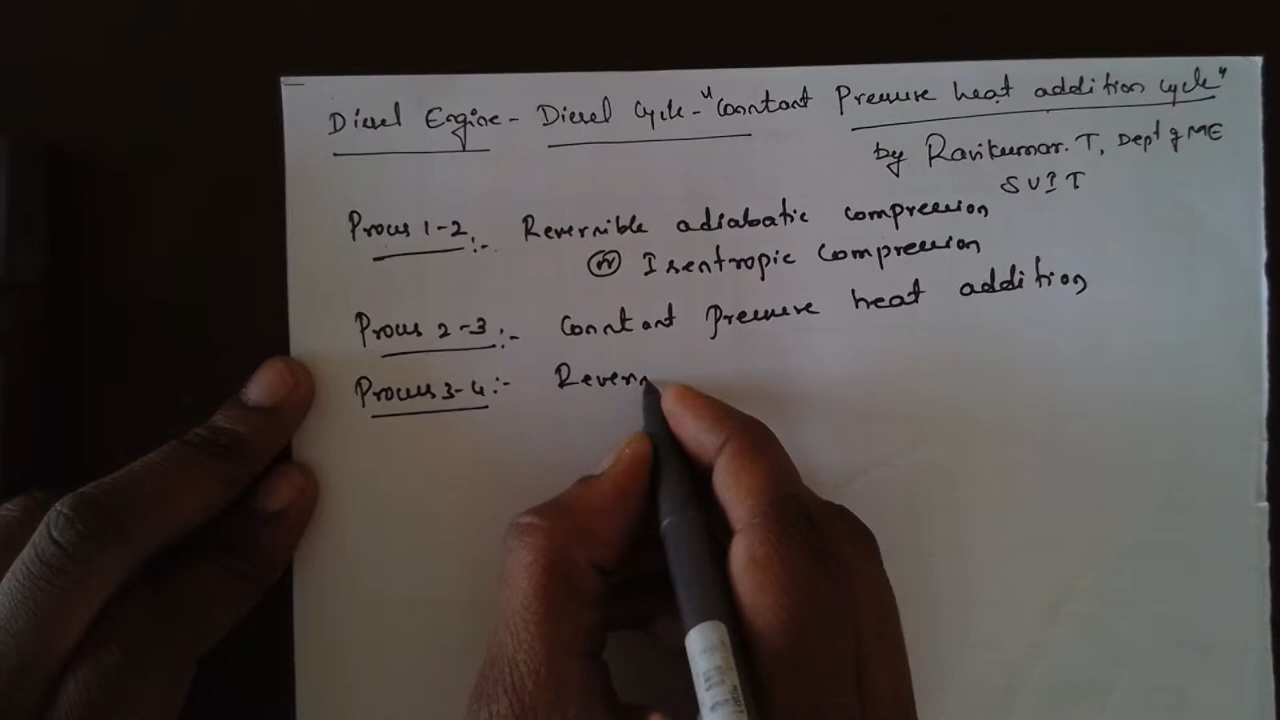 Diesel Engine - Diesel Cycle - "Constant Pressure heat addition cycle"
by Ravikumar. T, Dept of ME
SVIT
Process 1-2 :- Reversible adiabatic compression
or Isentropic compression
Process 2-3 :- Constant Pressure heat addition
Process 3-4 :- Revers